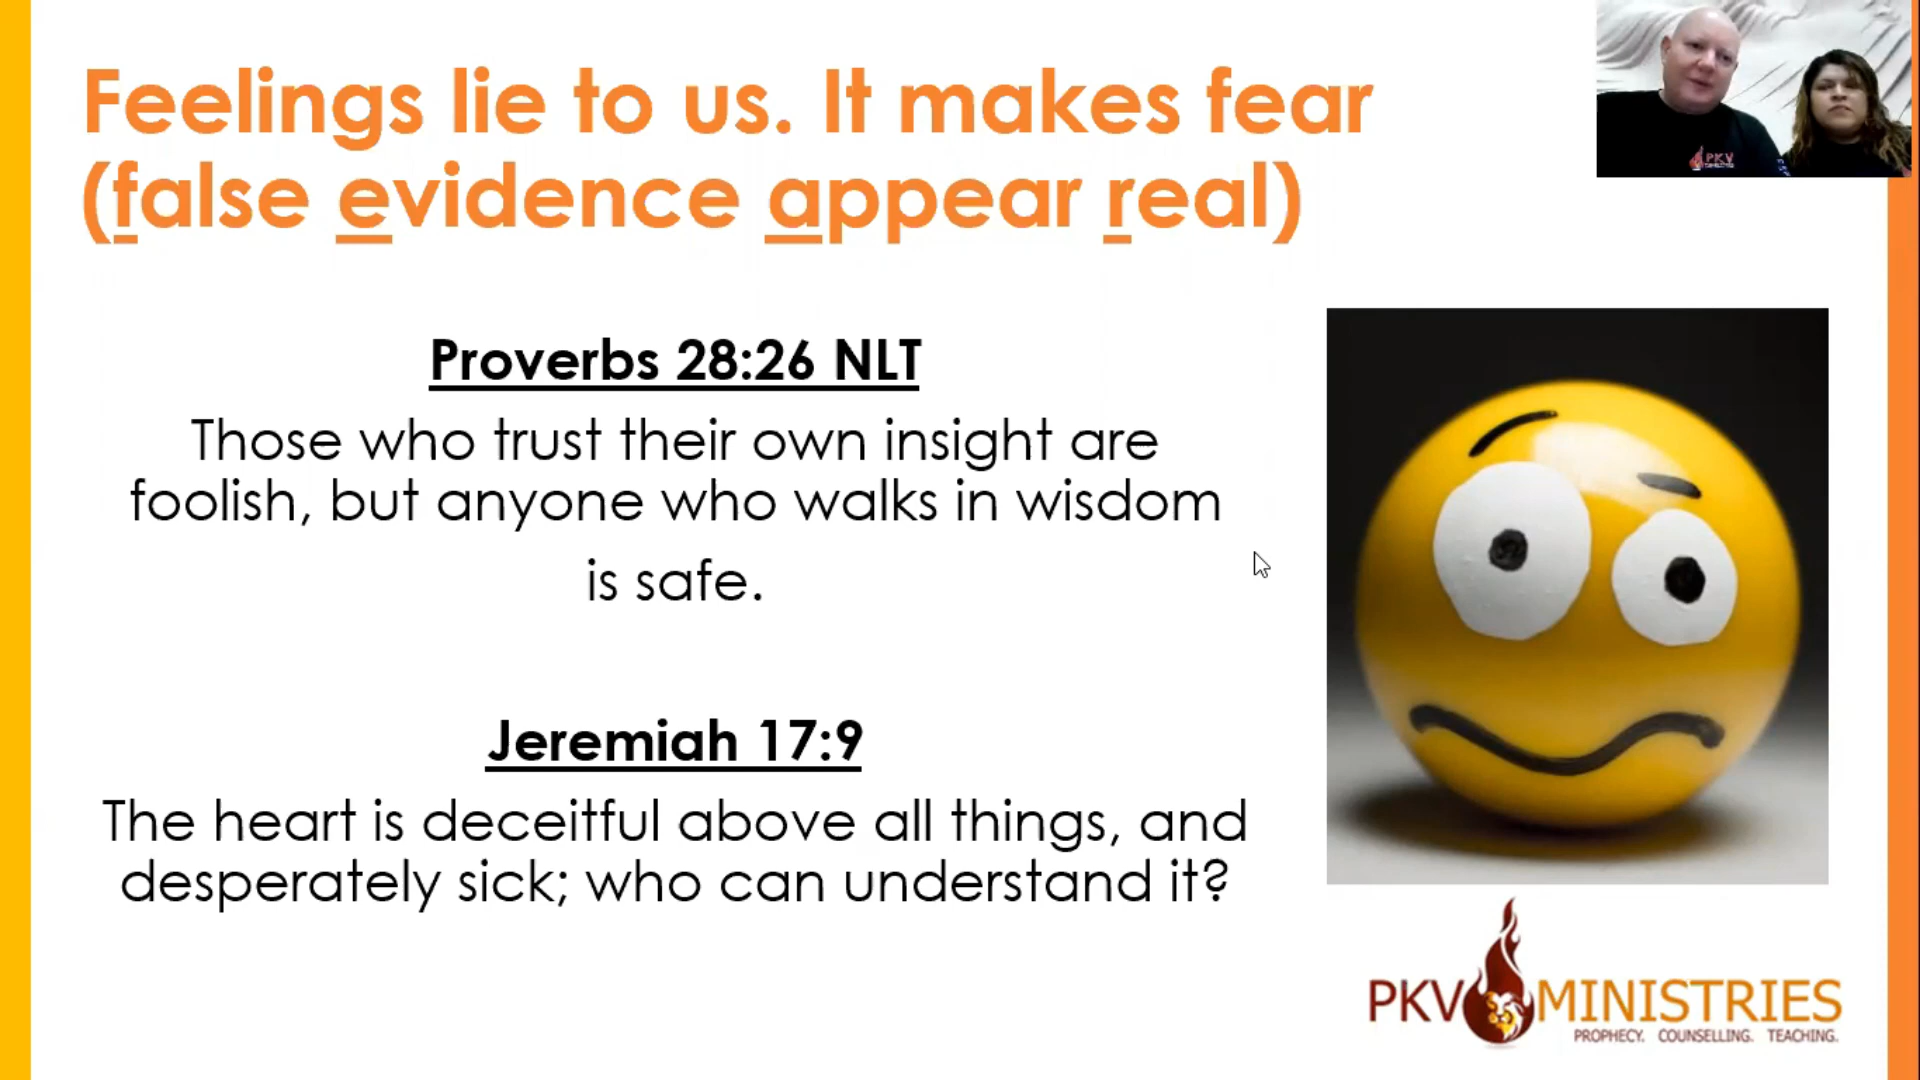 Feelings lie to us. It makes fear
(false evidence appear real)
PKV
Proverbs 28:26 NLT
Those who trust their own insight are
foolish, but anyone who walks in wisdom
is safe.
Jeremiah 17:9
The heart is deceitful above all things, and
desperately sick; who can understand it?
PKV MINISTRIES
PROPHECY. COUNSELLING. TEACHING.